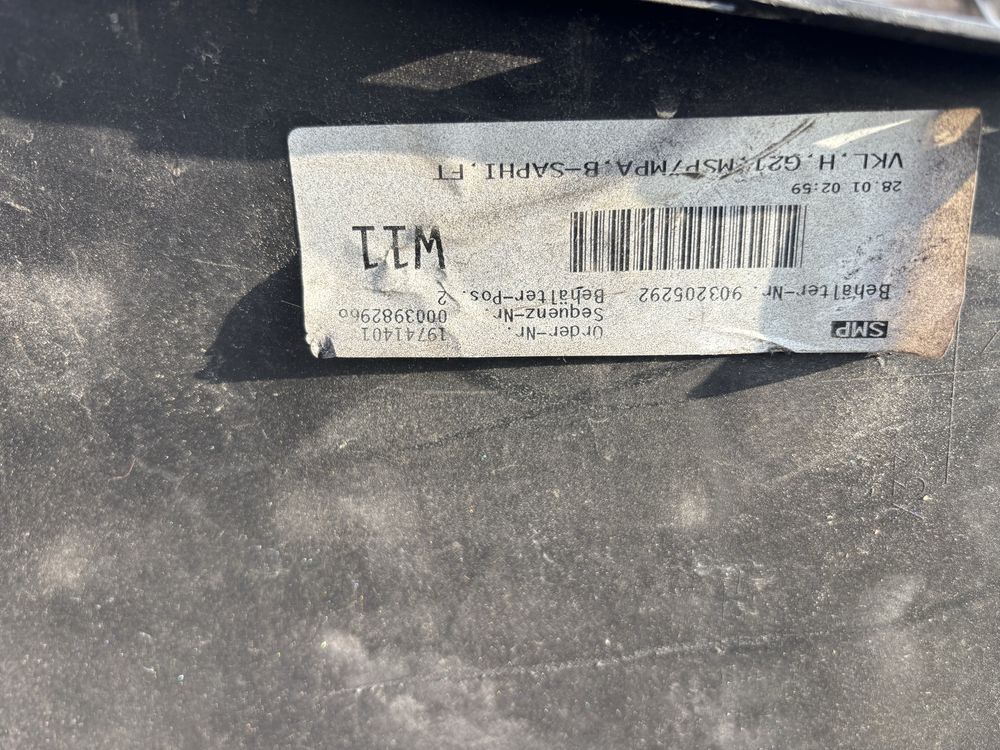 SMP
Order-Nr. 19741401
Sequenz-Nr. 0003982960
Behälter-Nr. 903205292 Behälter-Pos. 2
W11
28.01 02:59
VKL.H.G21.MSP7MPA.B-SAPHI.FT